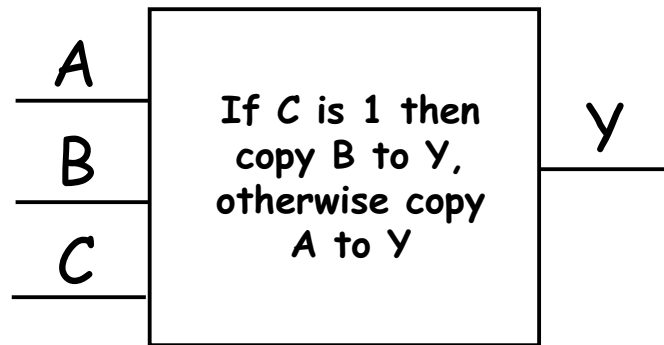 A
B
C
If C is 1 then
copy B to Y,
otherwise copy
A to Y
Y